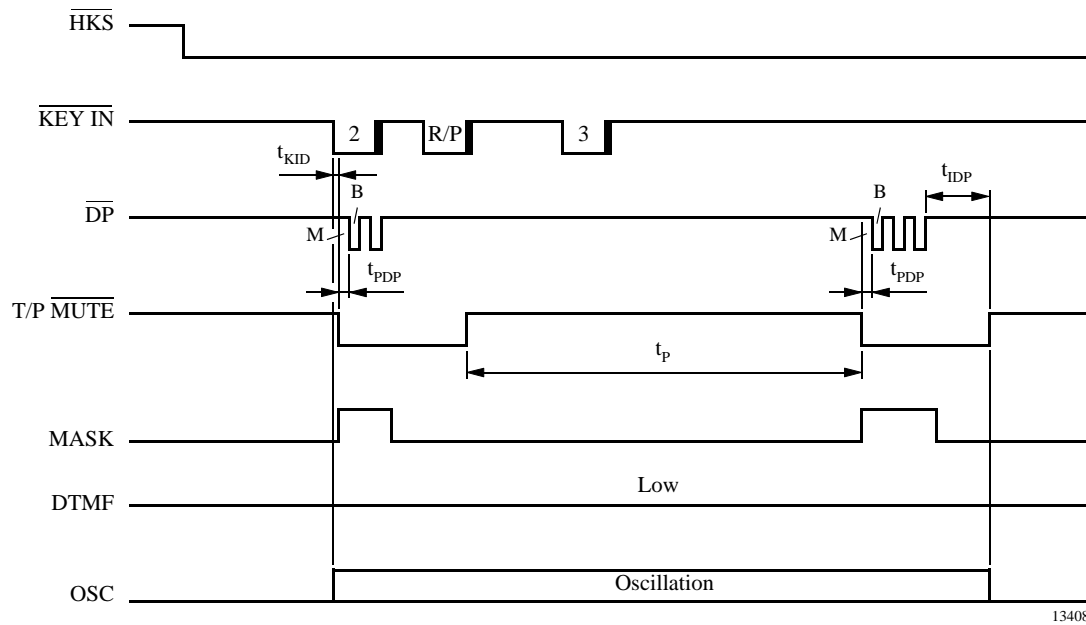 HKS
KEY IN
2
R/P
3
tKID
tIDP
B
B
DP
M
M
tPDP
tPDP
T/P MUTE
tP
MASK
Low
DTMF
Oscillation
OSC
13408